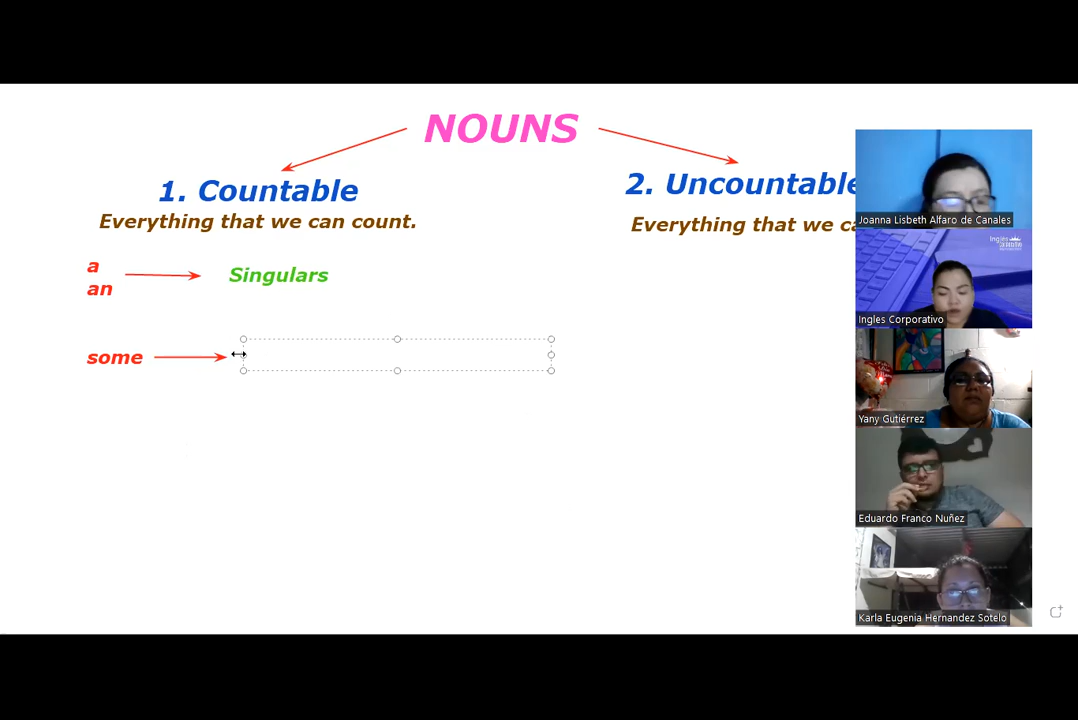 NOUNS
1. Countable
Everything that we can count.
2. Uncountable
Everything that we ca
a
an
Singulars
some
Joanna Lisbeth Alfaro de Canales
Ingles Corporativo
Yany Gutiérrez
Eduardo Franco Nuñez
Karla Eugenia Hernandez Sotelo